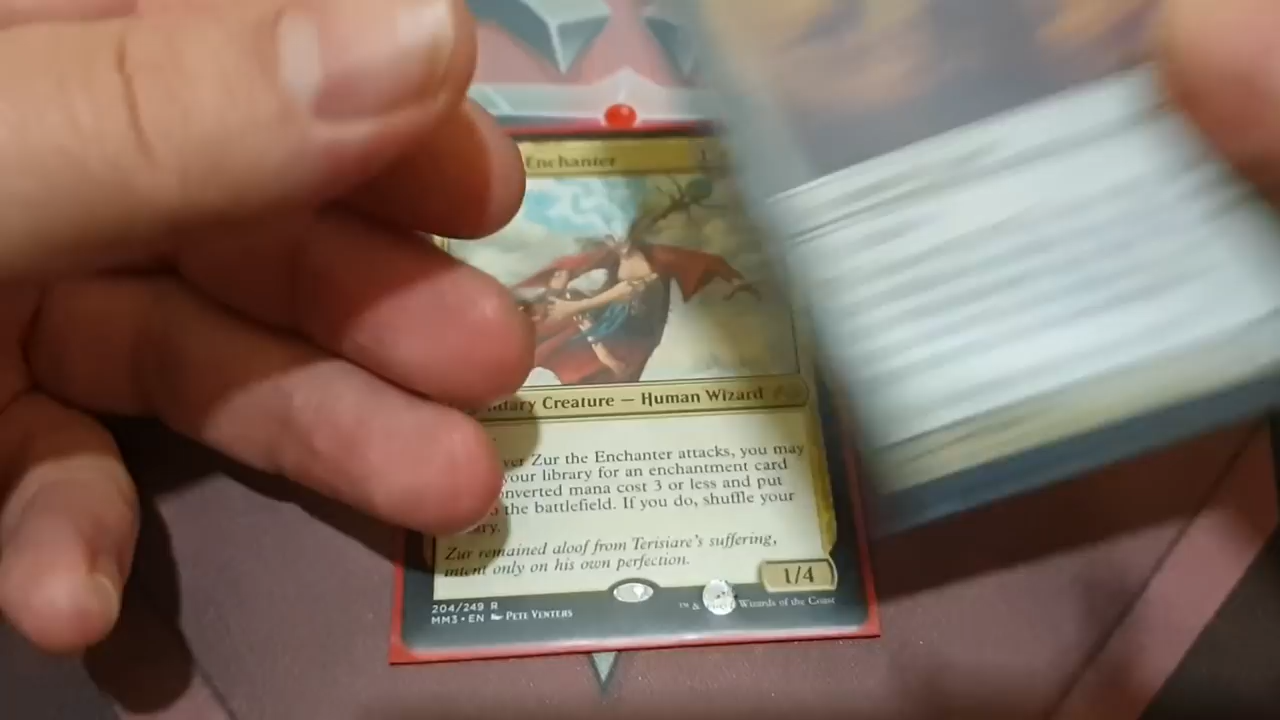 Enchanter 1
ndary Creature — Human Wizard
ver Zur the Enchanter attacks, you may
your library for an enchantment card
onverted mana cost 3 or less and put
the battlefield. If you do, shuffle your
ary.
Zur remained aloof from Terisiare's suffering,
intent only on his own perfection.
1/4
204/249 R
MM3 • EN PETE VENTERS
™ & Wizards of the Coast